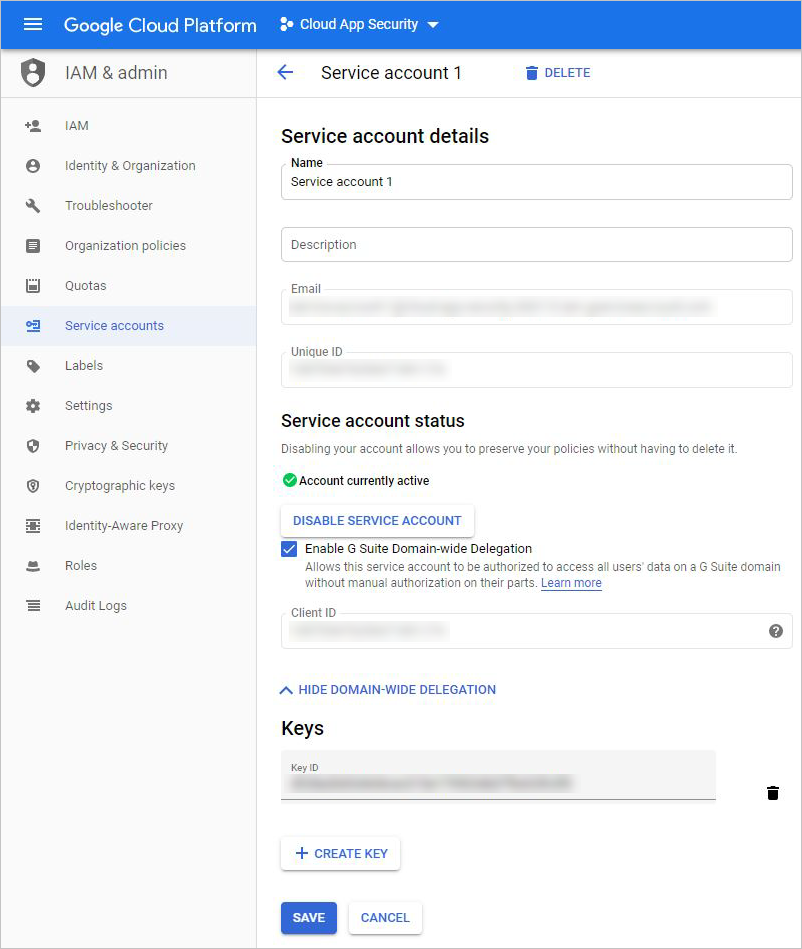 Google Cloud Platform
Cloud App Security
IAM & admin
Service account 1
DELETE
IAM
Identity & Organization
Troubleshooter
Organization policies
Quotas
Service accounts
Labels
Settings
Privacy & Security
Cryptographic keys
Identity-Aware Proxy
Roles
Audit Logs
Service account details
Name
Service account 1
Description
Email
Unique ID
Service account status
Disabling your account allows you to preserve your policies without having to delete it.
Account currently active
DISABLE SERVICE ACCOUNT
Enable G Suite Domain-wide Delegation
Allows this service account to be authorized to access all users' data on a G Suite domain
without manual authorization on their parts. Learn more
Client ID
HIDE DOMAIN-WIDE DELEGATION
Keys
Key ID
CREATE KEY
SAVE
CANCEL